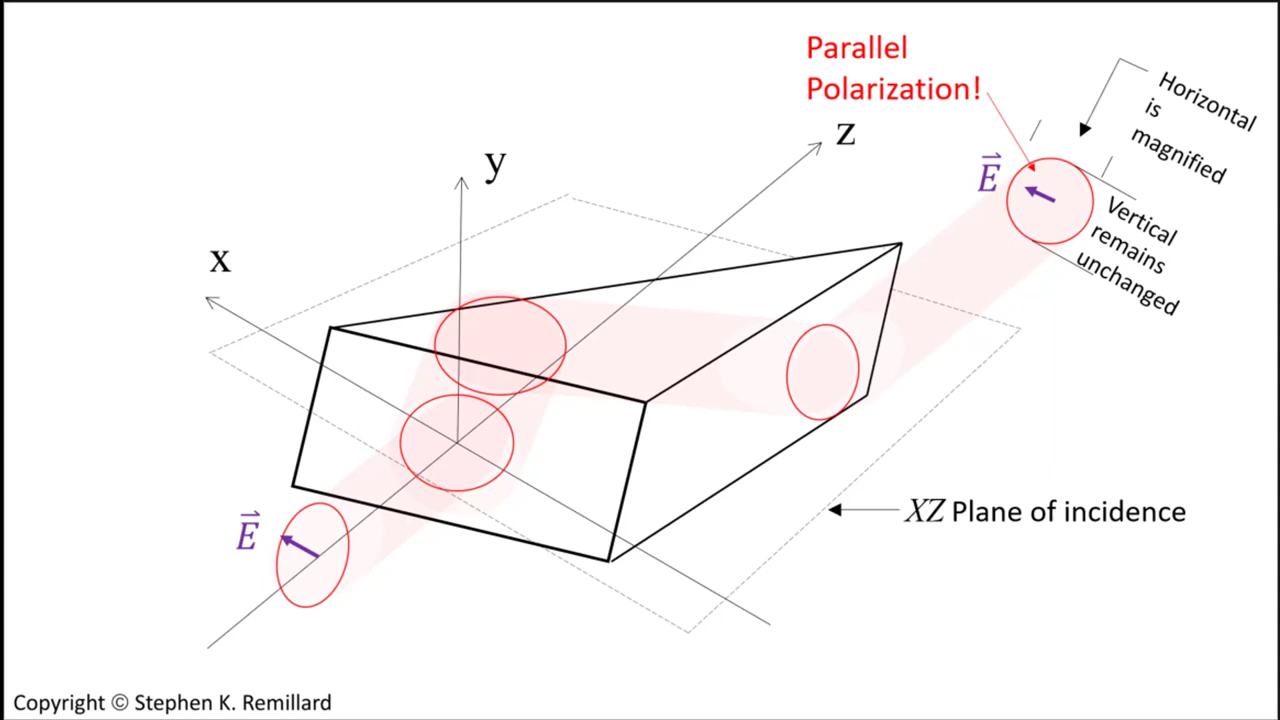 Parallel
Polarization!
Horizontal
is
magnified
z
y
E
Vertical
remains
unchanged
x
XZ Plane of incidence
E
Copyright © Stephen K. Remillard